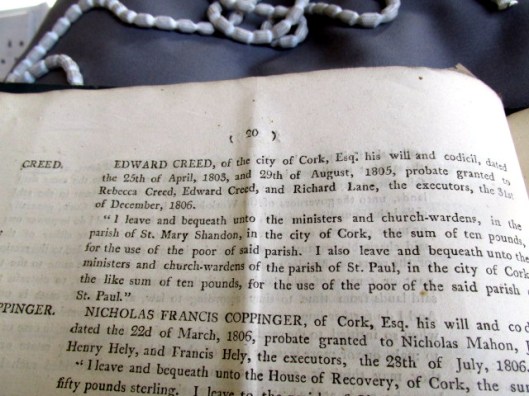 ( 20 )
CREED. EDWARD CREED, of the city of Cork, Esq. his will and codicil, dated
the 25th of April, 1803, and 29th of August, 1805, probate granted to
Rebecca Creed, Edward Creed, and Richard Lane, the executors, the 31st
of December, 1806.
"I leave and bequeath unto the ministers and church-wardens, in the
parish of St. Mary Shandon, in the city of Cork, the sum of ten pounds,
for the use of the poor of said parish. I also leave and bequeath unto the
ministers and church-wardens of the parish of St. Paul, in the city of Cork
the like sum of ten pounds, for the use of the poor of the said parish
St. Paul."
PPINGER. NICHOLAS FRANCIS COPPINGER, of Cork, Esq. his will and cod
dated the 22d of March, 1806, probate granted to Nicholas Mahon,
Henry Hely, and Francis Hely, the executors, the 28th of July, 1806.
"I leave and bequeath unto the House of Recovery, of Cork, the sum
fifty pounds sterling. I leave to the